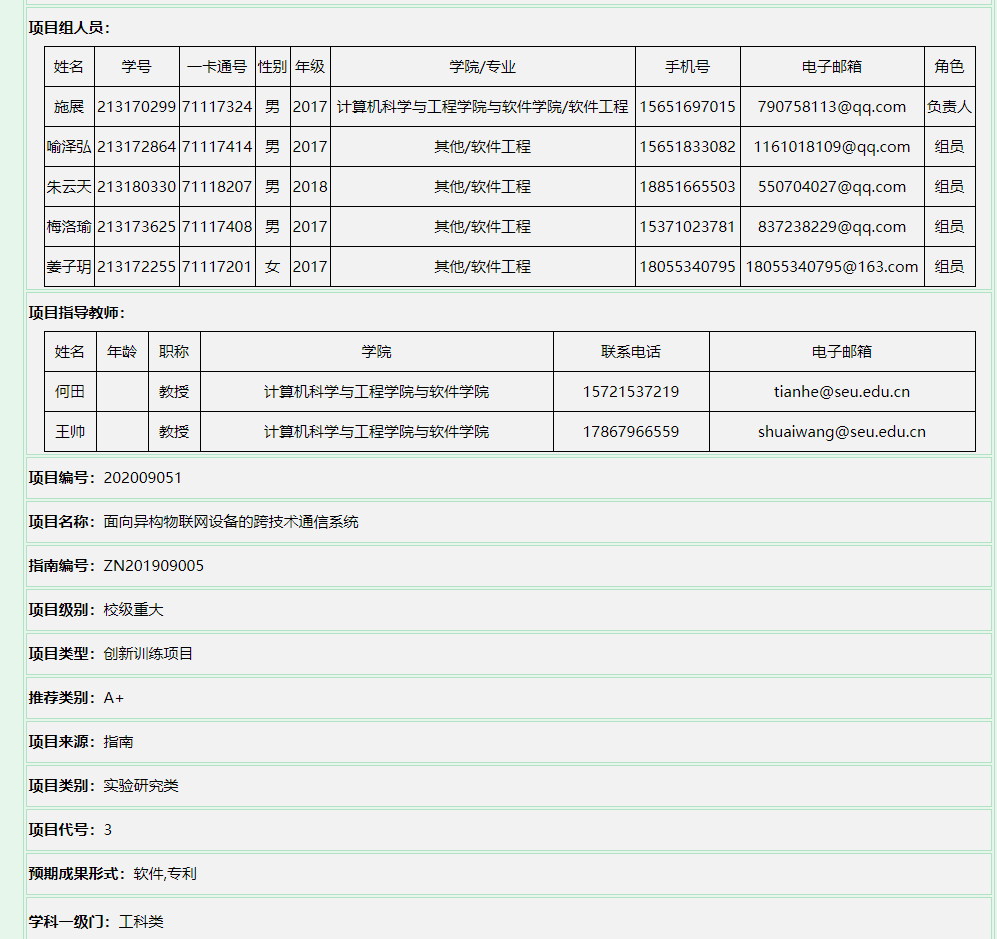 项目组人员：
姓名 学号 一卡通号 性别 年级 学院/专业 手机号 电子邮箱 角色
施展 213170299 71117324 男 2017 计算机科学与工程学院与软件学院/软件工程 15651697015 790758113@qq.com 负责人
喻泽弘 213172864 71117414 男 2017 其他/软件工程 15651833082 1161018109@qq.com 组员
朱云天 213180330 71118207 男 2018 其他/软件工程 18851665503 550704027@qq.com 组员
梅洛瑜 213173625 71117408 男 2017 其他/软件工程 15371023781 837238229@qq.com 组员
姜子玥 213172255 71117201 女 2017 其他/软件工程 18055340795 18055340795@163.com 组员
项目指导教师：
姓名 年龄 职称 学院 联系电话 电子邮箱
何田 教授 计算机科学与工程学院与软件学院 15721537219 tianhe@seu.edu.cn
王帅 教授 计算机科学与工程学院与软件学院 17867966559 shuaiwang@seu.edu.cn
项目编号：202009051
项目名称：面向异构物联网设备的跨技术通信系统
指南编号：ZN201909005
项目级别：校级重大
项目类型：创新训练项目
推荐类别：A+
项目来源：指南
项目类别：实验研究类
项目代号：3
预期成果形式：软件,专利
学科一级门：工科类